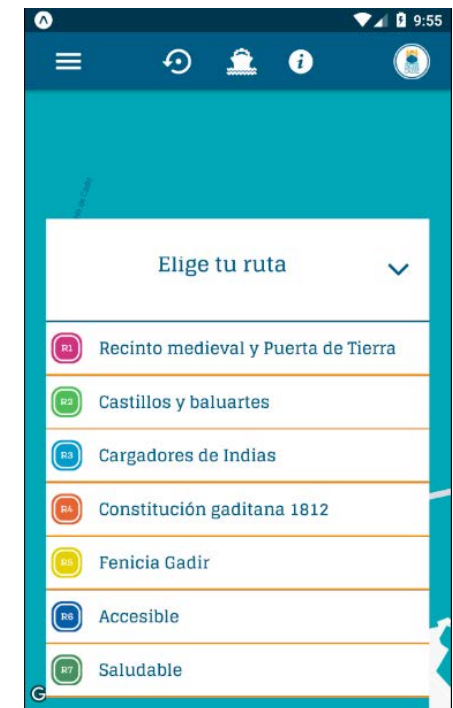 9:55
Elige tu ruta
R1 Recinto medieval y Puerta de Tierra
R2 Castillos y baluartes
R3 Cargadores de Indias
R4 Constitución gaditana 1812
R5 Fenicia Gadir
R6 Accesible
R7 Saludable
G